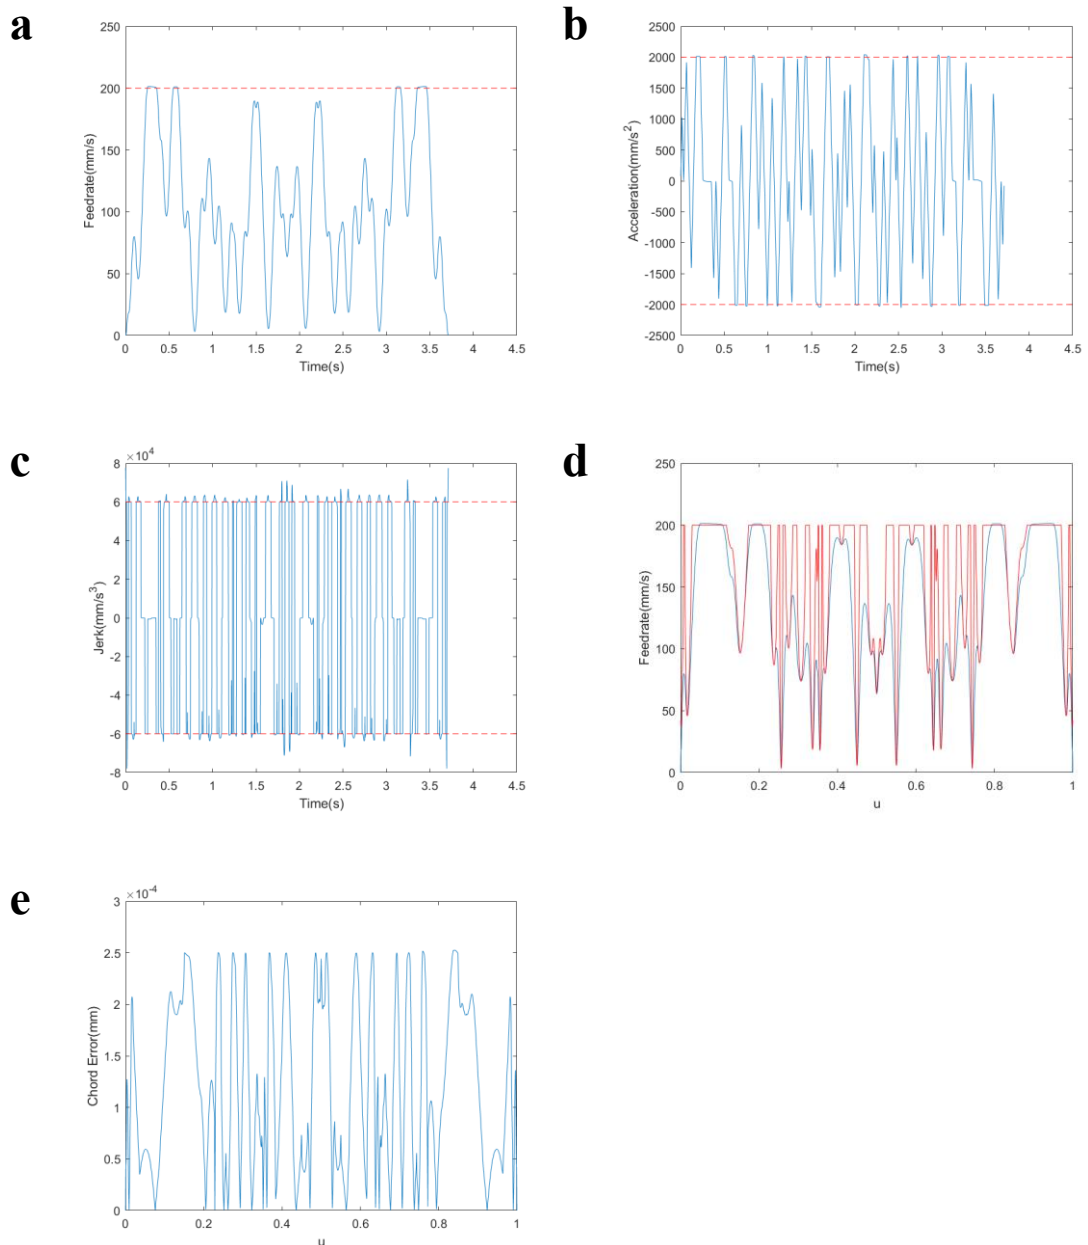 a
250
200
150
100
50
0
Feedrate(mm/s)
0 0.5 1 1.5 2 2.5 3 3.5 4 4.5
Time(s)
b
2500
2000
1500
1000
500
0
-500
-1000
-1500
-2000
-2500
Acceleration(mm/s²)
0 0.5 1 1.5 2 2.5 3 3.5 4 4.5
Time(s)
c
×10⁴
8
6
4
2
0
-2
-4
-6
-8
Jerk(mm/s³)
0 0.5 1 1.5 2 2.5 3 3.5 4 4.5
Time(s)
d
250
200
150
100
50
0
Feedrate(mm/s)
0 0.2 0.4 0.6 0.8 1
u
e
×10⁻⁴
3
2.5
2
1.5
1
0.5
0
Chord Error(mm)
0 0.2 0.4 0.6 0.8 1
u